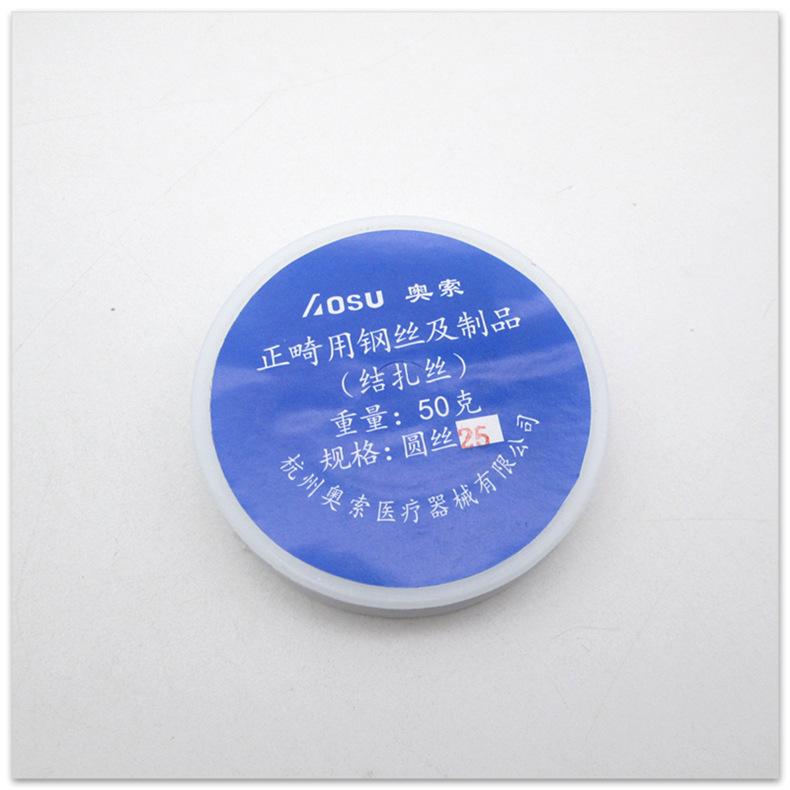 AOSU 奥索
正畸用钢丝及制品
（结扎丝）
重量：50克
规格：圆丝25
杭州奥索医疗器械有限公司